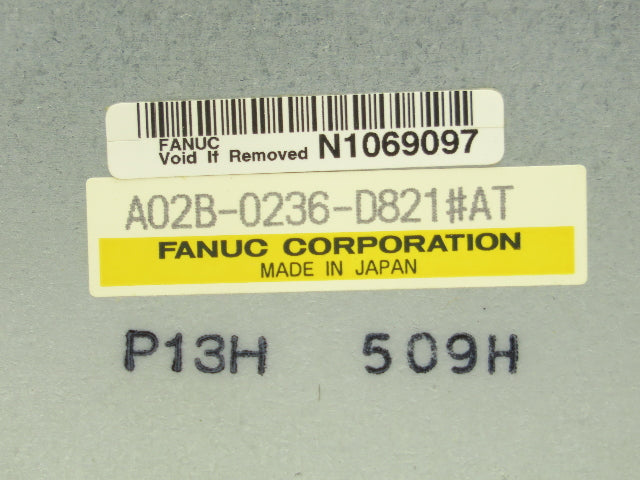 FANUC
Void If Removed N1069097
A02B-0236-D821#AT
FANUC CORPORATION
MADE IN JAPAN
P13H 509H